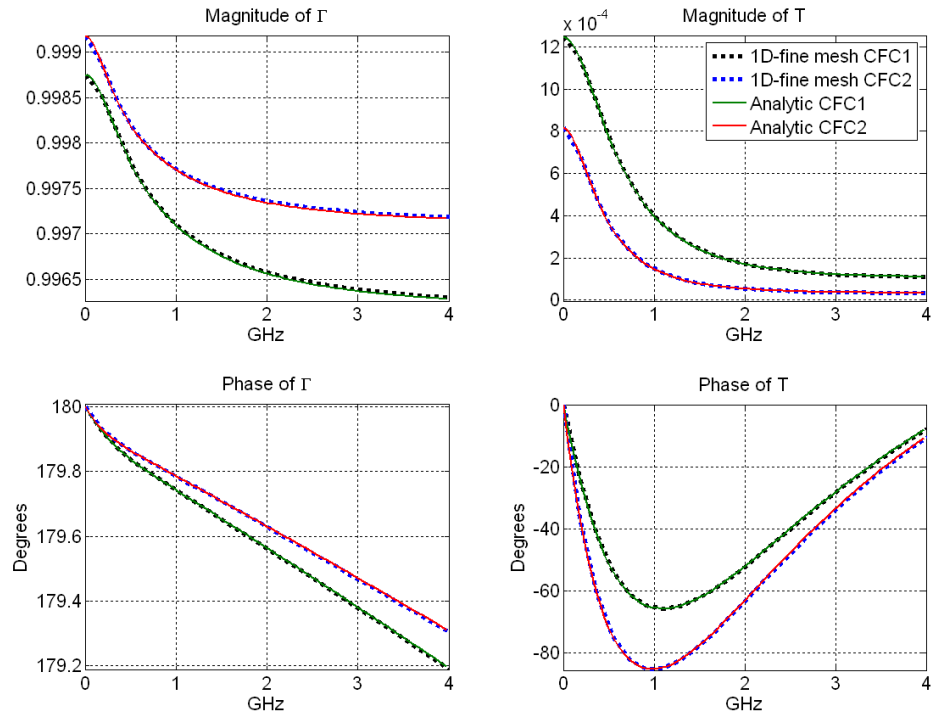 Magnitude of Γ
0.999
0.9985
0.998
0.9975
0.997
0.9965
0 1 2 3 4
GHz
x 10-4
Magnitude of T
12
10
8
6
4
2
0
1D-fine mesh CFC1
1D-fine mesh CFC2
Analytic CFC1
Analytic CFC2
0 1 2 3 4
GHz
Phase of Γ
Degrees
180
179.8
179.6
179.4
179.2
0 1 2 3 4
GHz
Phase of T
Degrees
0
-20
-40
-60
-80
0 1 2 3 4
GHz